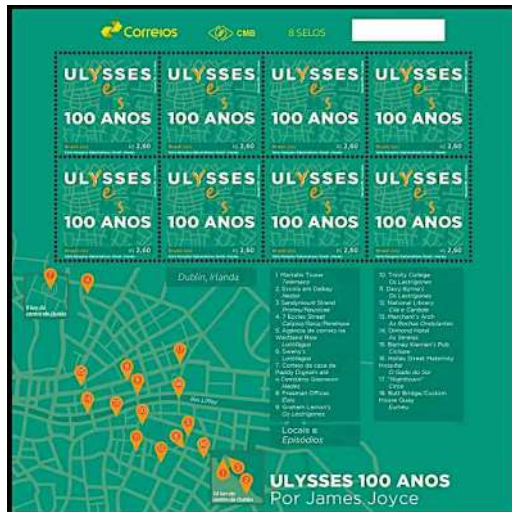 Correios
CMB
8 SELOS
ULYSSES
e
s
100 ANOS
2,60
ULYSSES
e
s
100 ANOS
2,60
ULYSSES
e
s
100 ANOS
2,60
ULYSSES
e
s
100 ANOS
2,60
ULYSSES
e
s
100 ANOS
2,60
ULYSSES
e
s
100 ANOS
2,60
ULYSSES
e
s
100 ANOS
2,60
ULYSSES
e
s
100 ANOS
2,60
Dublin, Irlanda
1. Martello Tower
Telêmaco
2. Escola em Dalkey
Nestor
3. Sandymount Strand
Proteu/Nausícaa
4. 7 Eccles Street
Calypso/Ítaca/Penélope
5. Agência de correio na
Westland Row
Lotófagos
6. Sweny's
Lotófagos
7. Cortejo da casa de
Paddy Dignam até
o Cemitério Glasnevin
Hades
8. Freeman Offices
Éolo
9. Graham Lemon's
Os Lestrigones
10. Trinity College
Os Lestrigones
11. Davy Byrne's
Os Lestrigones
12. National Library
Cila e Caribde
13. Merchant's Arch
As Rochas Ondulantes
14. Ormond Hotel
As Sereias
15. Barney Kiernan's Pub
Ciclope
16. Holles Street Maternity
Hospital
O Gado do Sol
17. "Nighttown"
Circe
18. Butt Bridge/Custom
House Quay
Eumeu
Rio Liffey
Locais e
Episódios
ULYSSES 100 ANOS
Por James Joyce